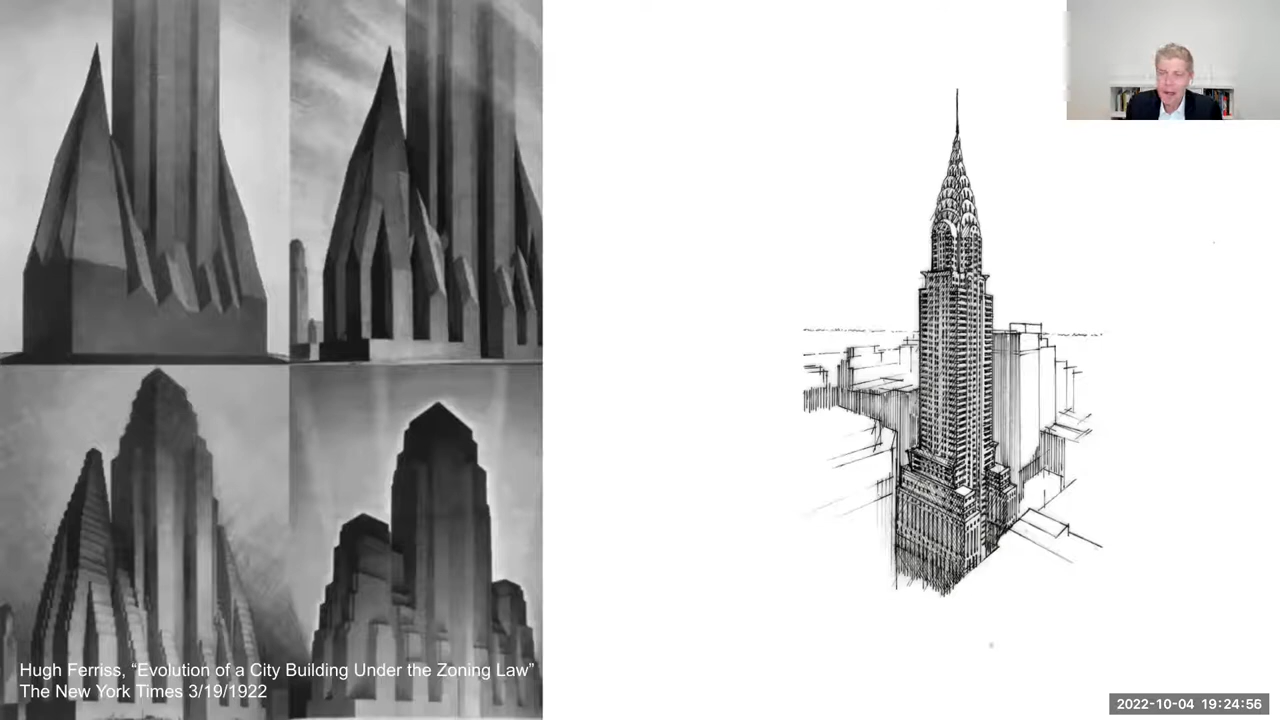 Hugh Ferriss, “Evolution of a City Building Under the Zoning Law”
The New York Times 3/19/1922
2022-10-04 19:24:56